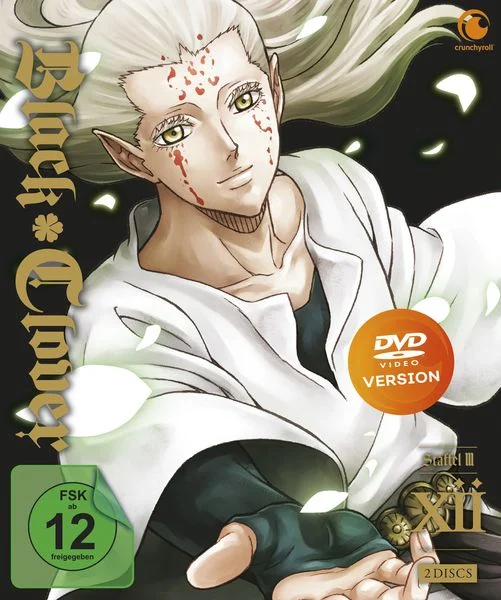 crunchyroll
Black Clover
DVD
VIDEO
VERSION
Staffel III
xii
2 DISCS
FSK
ab
12
freigegeben